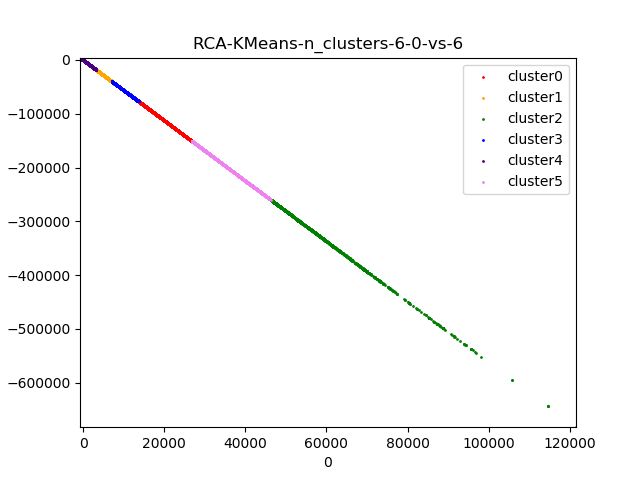 RCA-KMeans-n_clusters-6-0-vs-6
0
−100000
−200000
−300000
−400000
−500000
−600000
cluster0
cluster1
cluster2
cluster3
cluster4
cluster5
0 20000 40000 60000 80000 100000 120000
0